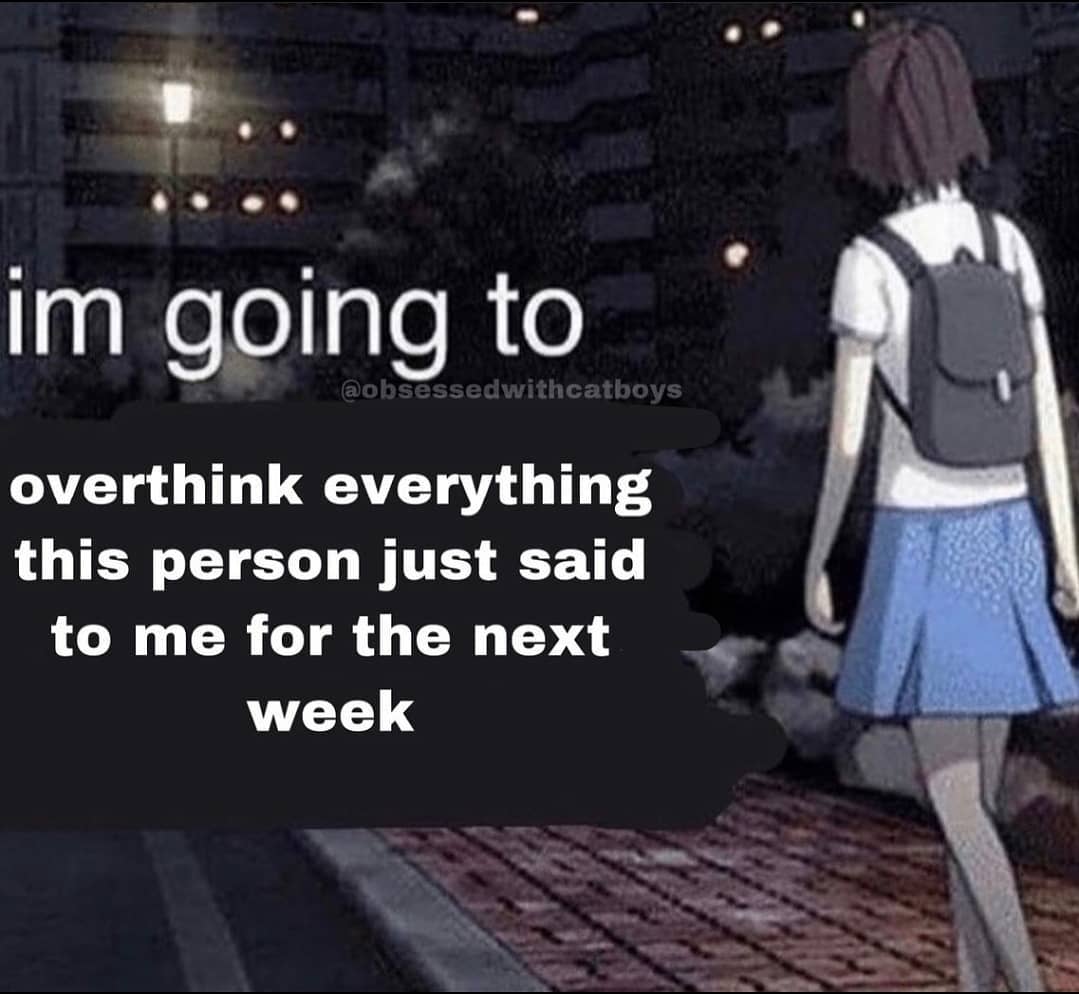 im going to
@obsessedwithcatboys
overthink everything
this person just said
to me for the next
week